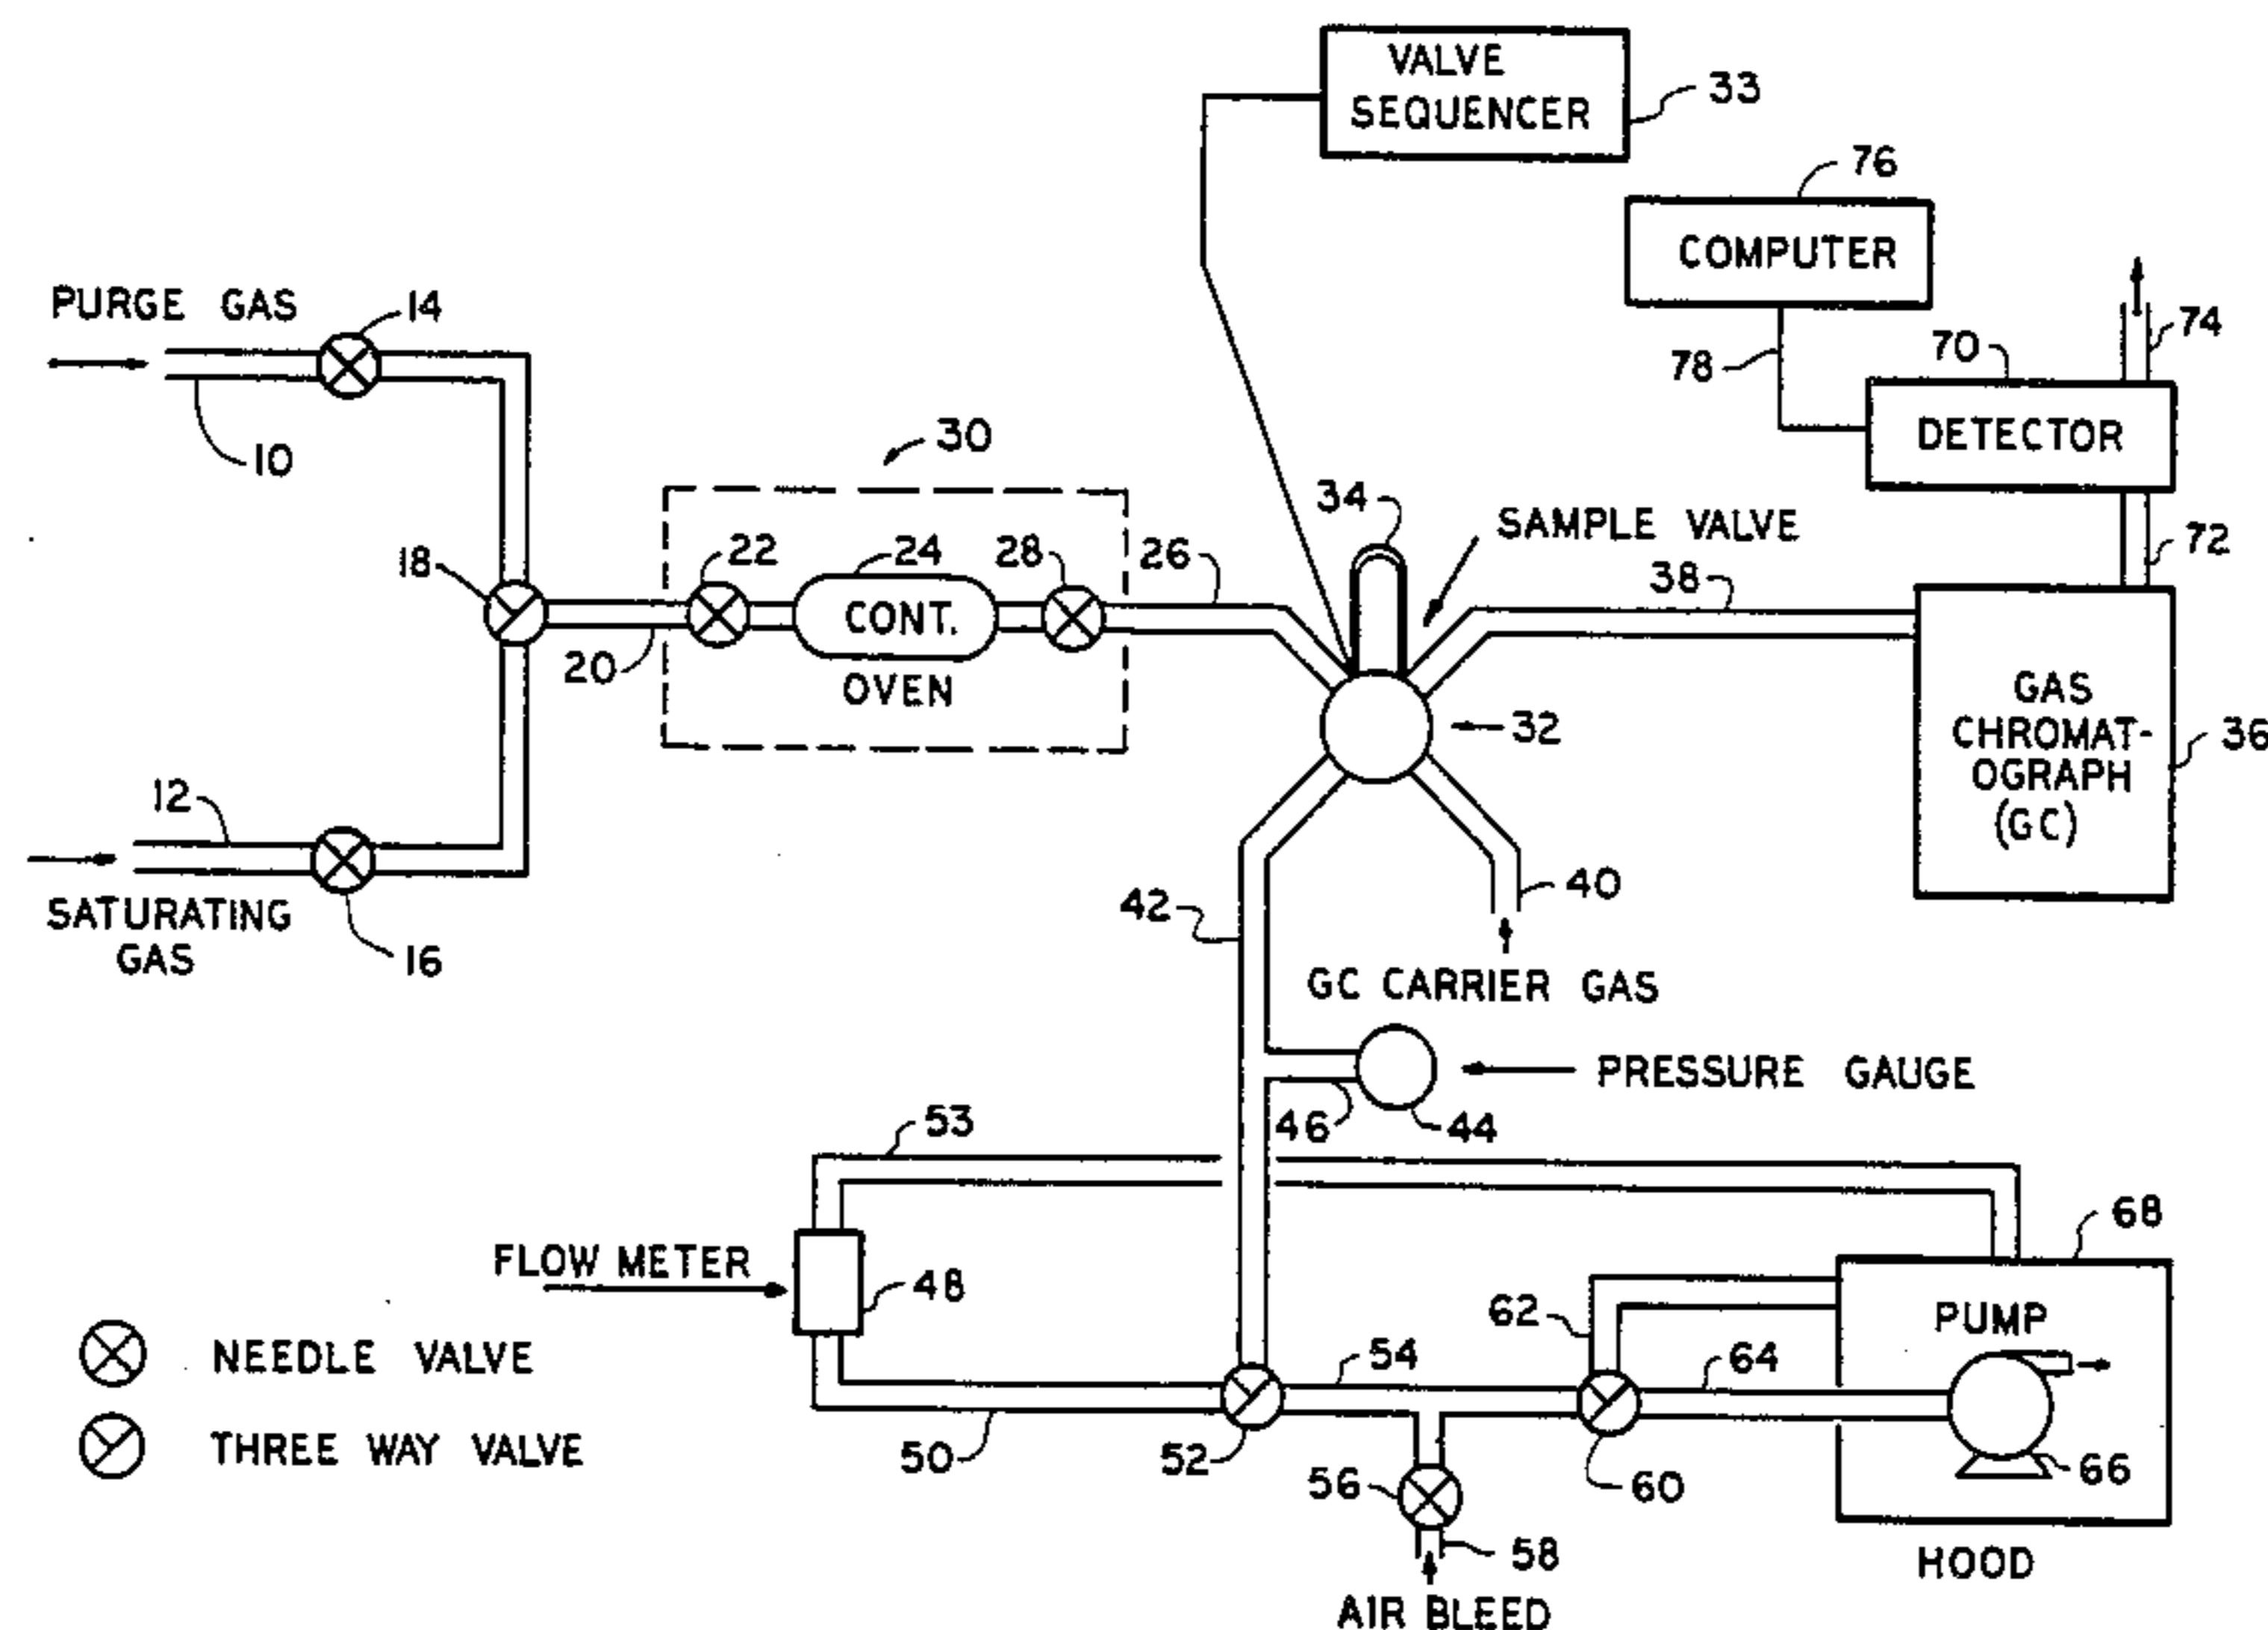 VALVE
SEQUENCER
33
76
COMPUTER
PURGE GAS
14
74
70
78
DETECTOR
10
30
34
SAMPLE VALVE
18
22
24
28
26
72
38
CONT.
20
OVEN
GAS
CHROMAT-
OGRAPH
(GC)
32
36
12
40
42
SATURATING
GAS
16
GC CARRIER GAS
PRESSURE GAUGE
46
44
53
68
FLOW METER
48
62
PUMP
NEEDLE VALVE
54
64
THREE WAY VALVE
50
52
56
60
66
58
HOOD
AIR BLEED